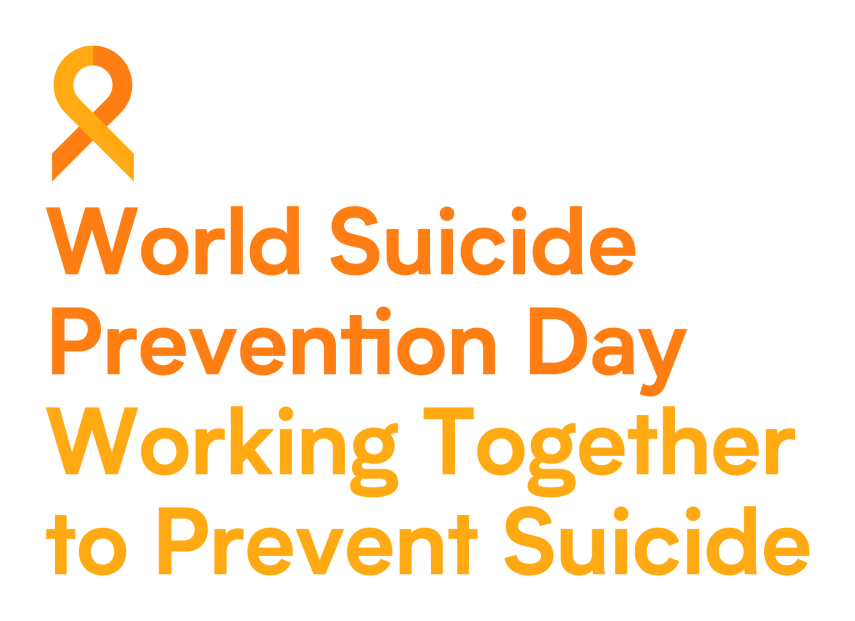 World Suicide
Prevention Day
Working Together
to Prevent Suicide